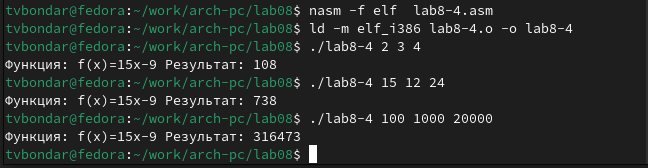 tvbondar@fedora:~/work/arch-pc/lab08$ nasm -f elf  lab8-4.asm
tvbondar@fedora:~/work/arch-pc/lab08$ ld -m elf_i386 lab8-4.o -o lab8-4
tvbondar@fedora:~/work/arch-pc/lab08$ ./lab8-4 2 3 4
Функция: f(x)=15x-9 Результат: 108
tvbondar@fedora:~/work/arch-pc/lab08$ ./lab8-4 15 12 24
Функция: f(x)=15x-9 Результат: 738
tvbondar@fedora:~/work/arch-pc/lab08$ ./lab8-4 100 1000 20000
Функция: f(x)=15x-9 Результат: 316473
tvbondar@fedora:~/work/arch-pc/lab08$